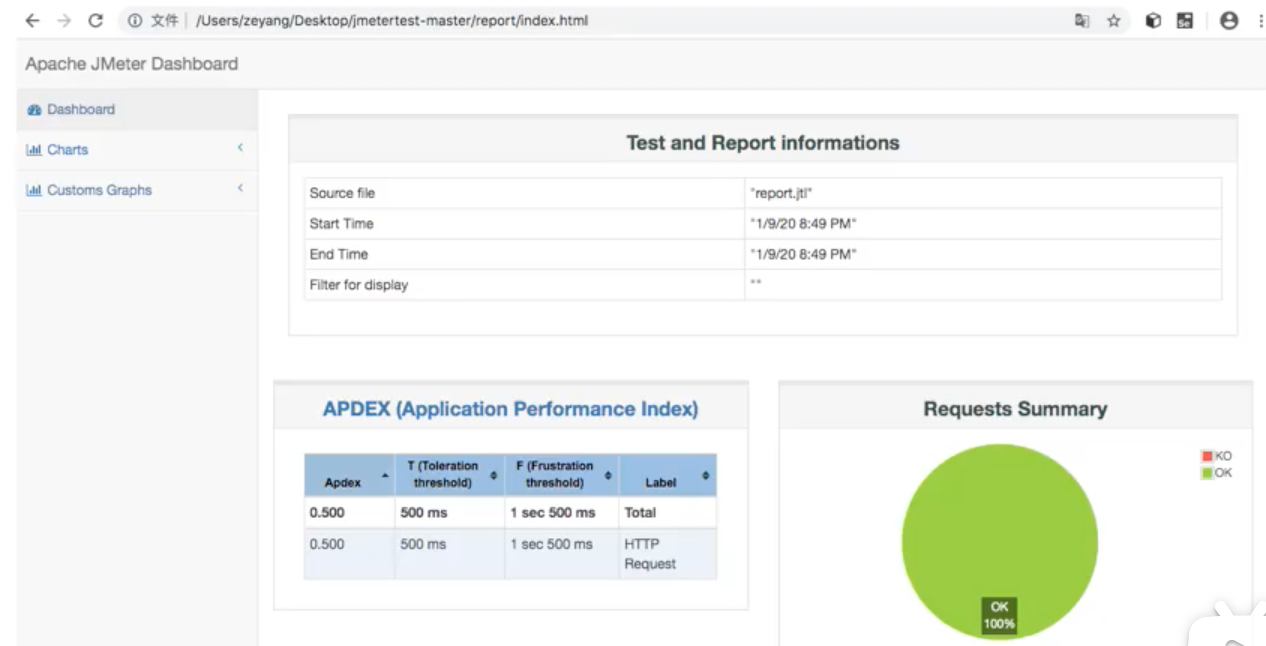 文件 /Users/zeyang/Desktop/jmetertest-master/report/index.html
Apache JMeter Dashboard
Dashboard
Charts
Customs Graphs
Test and Report informations
Source file "report.jtl"
Start Time "1/9/20 8:49 PM"
End Time "1/9/20 8:49 PM"
Filter for display ""
APDEX (Application Performance Index)
Apdex T (Toleration threshold) F (Frustration threshold) Label
0.500 500 ms 1 sec 500 ms Total
0.500 500 ms 1 sec 500 ms HTTP Request
Requests Summary
KO
OK
OK
100%